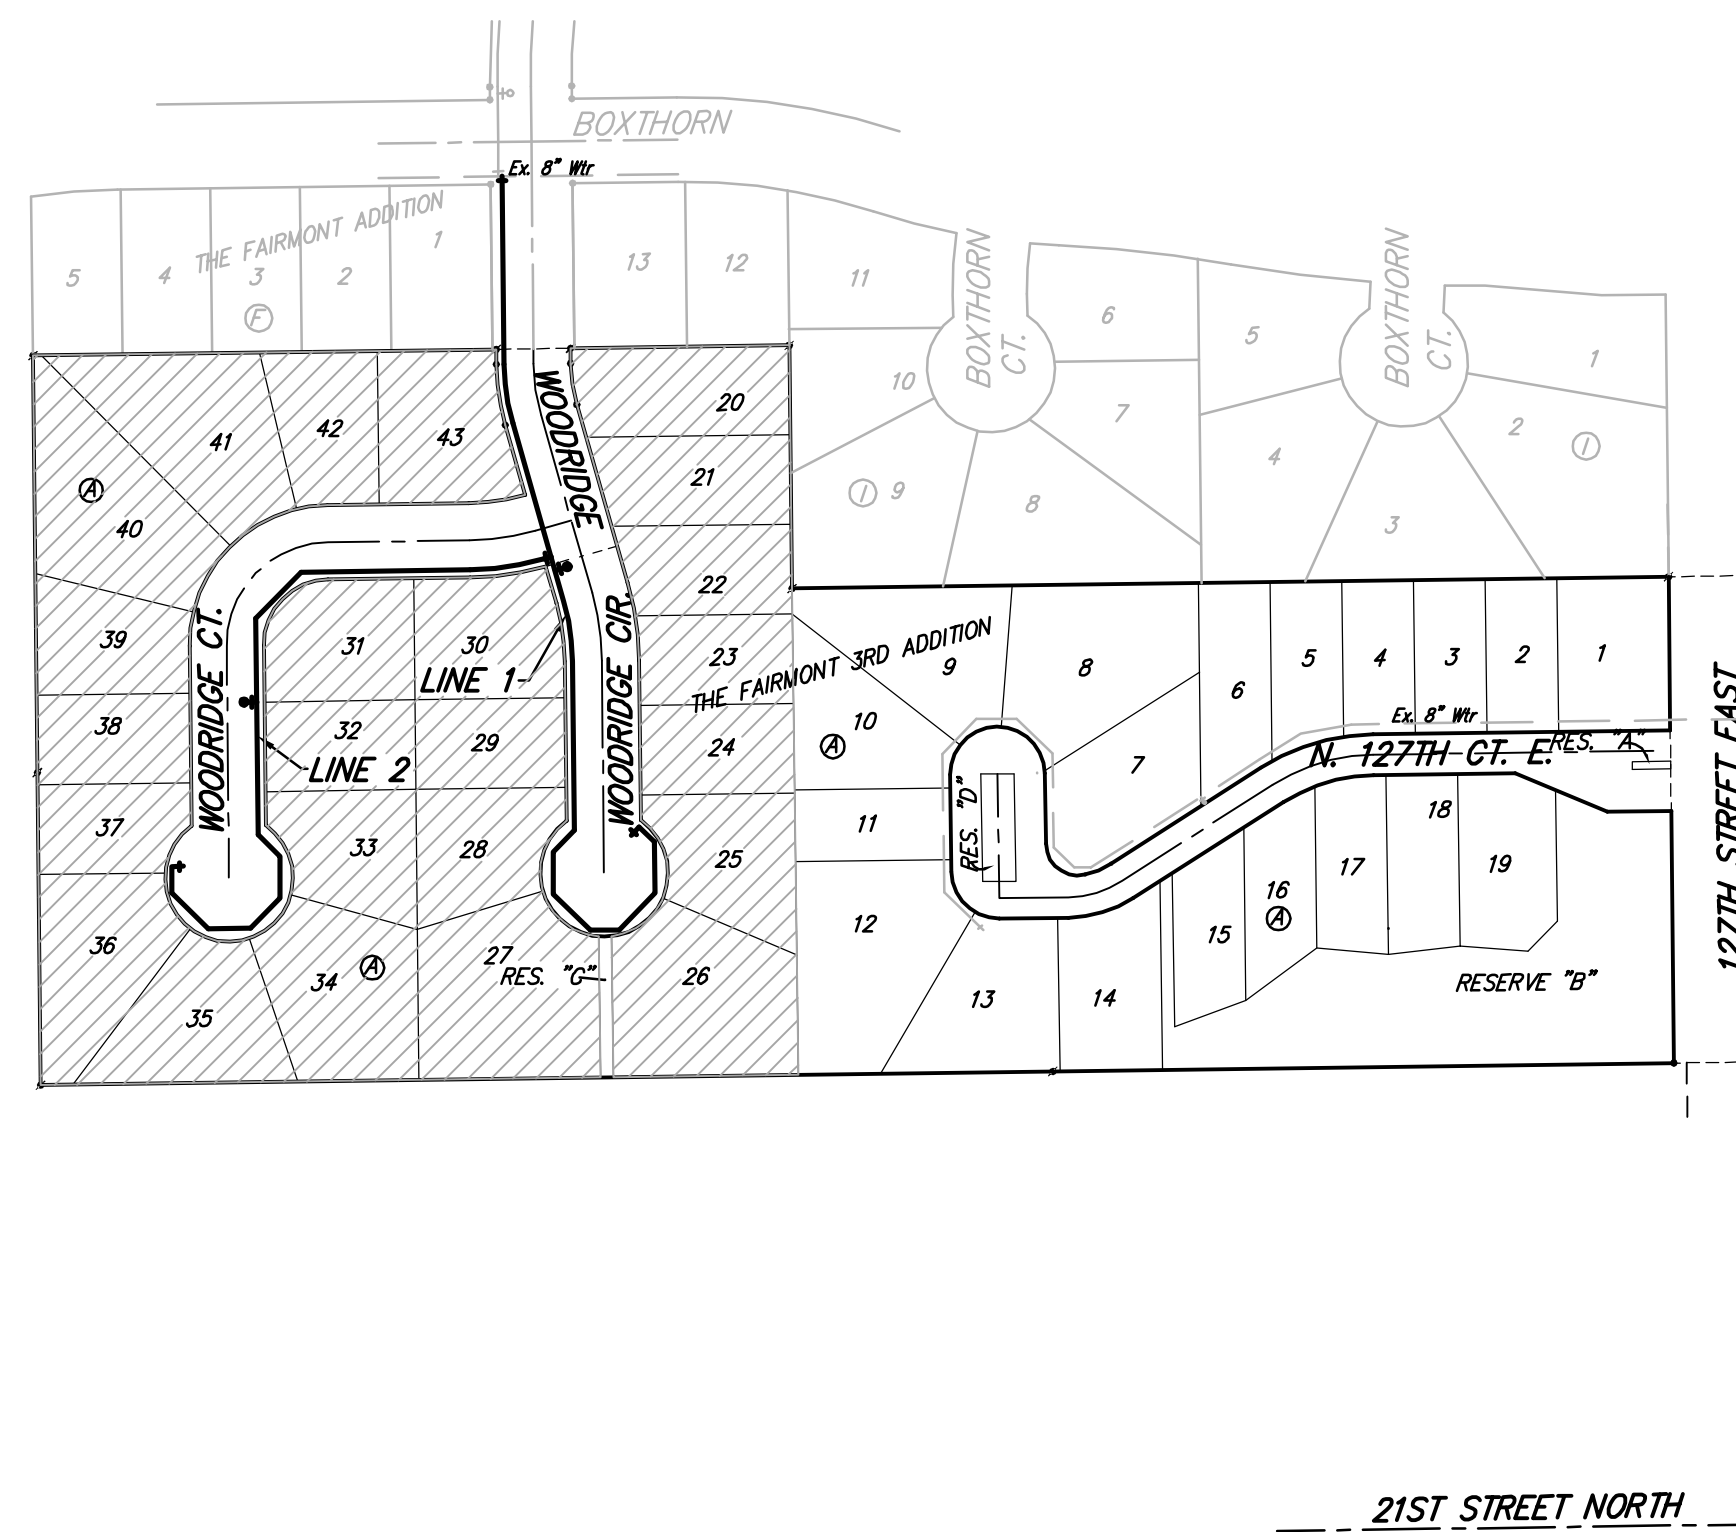 BOXTHORN
Ex. 8" Wtr
THE FAIRMONT ADDITION
5
4
3
2
1
F
13
12
11
BOXTHORN
CT.
6
5
BOXTHORN
CT.
1
10
7
2
I
4
I
9
8
3
41
42
43
WOODRIDGE
20
21
A
40
22
39
WOODRIDGE CT.
31
30
LINE 1
WOODRIDGE CIR.
23
THE FAIRMONT 3RD ADDITION
9
8
6
5
4
3
2
1
38
32
29
24
10
A
7
Ex. 8" Wtr
N. 127TH CT. E.
RES. "A"
LINE 2
37
33
28
25
11
RES. "D"
18
17
19
16
A
15
127TH STREET EAST
36
34
A
27
RES. "C"
26
12
13
14
RESERVE "B"
35
21ST STREET NORTH